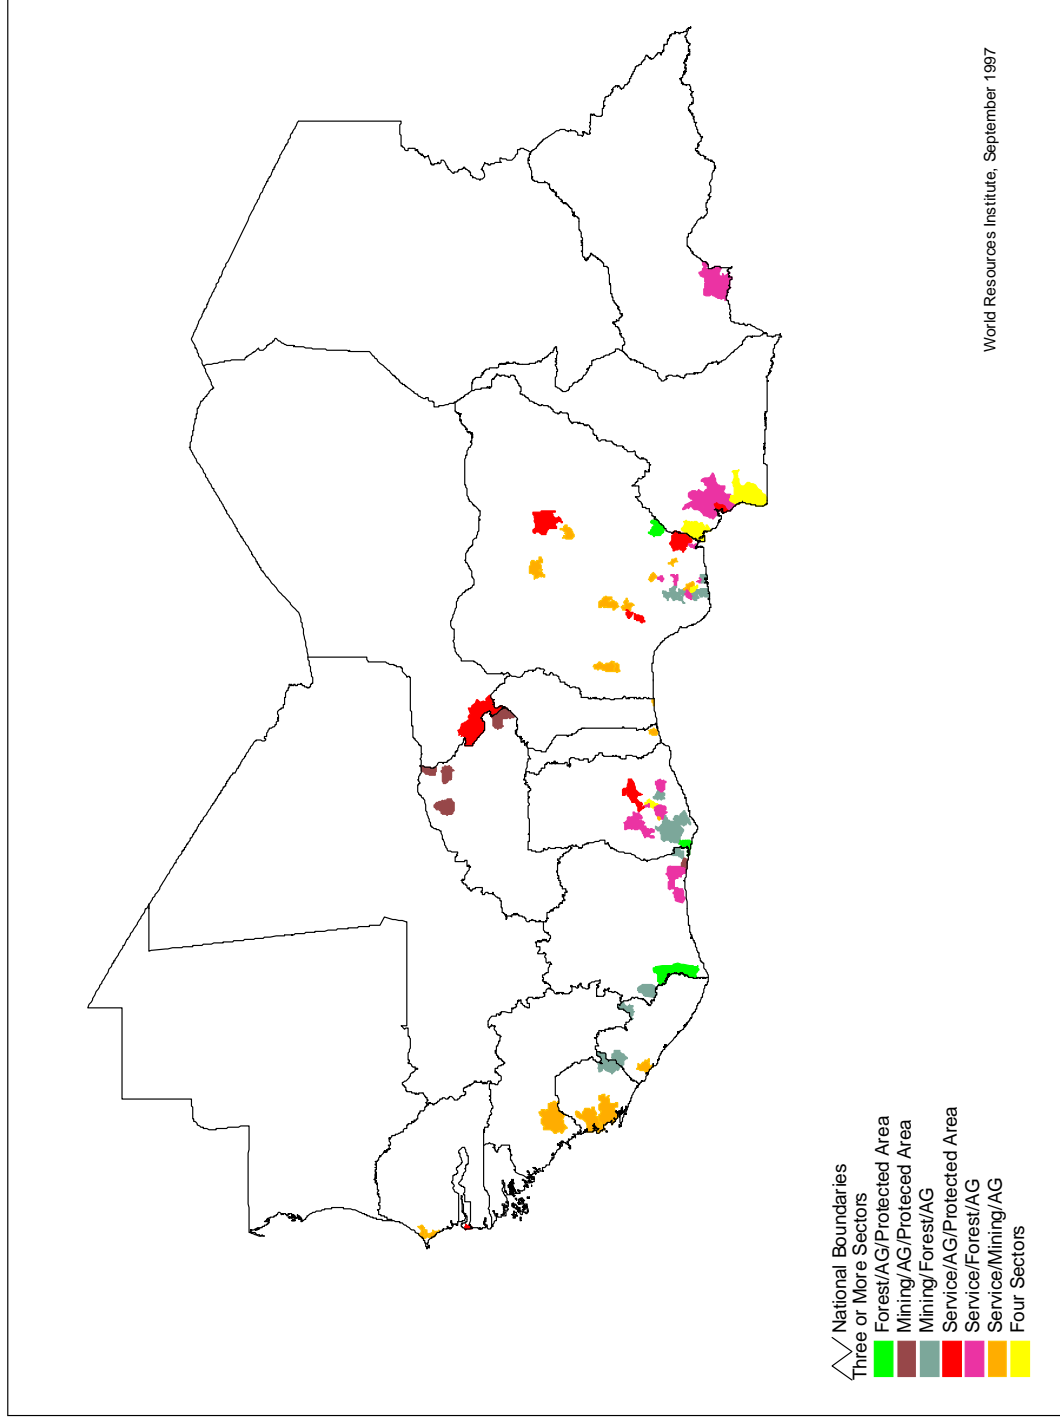 World Resources Institute, September 1997
National Boundaries
Three or More Sectors
Forest/AG/Protected Area
Mining/AG/Proteced Area
Mining/Forest/AG
Service/AG/Protected Area
Service/Forest/AG
Service/Mining/AG
Four Sectors